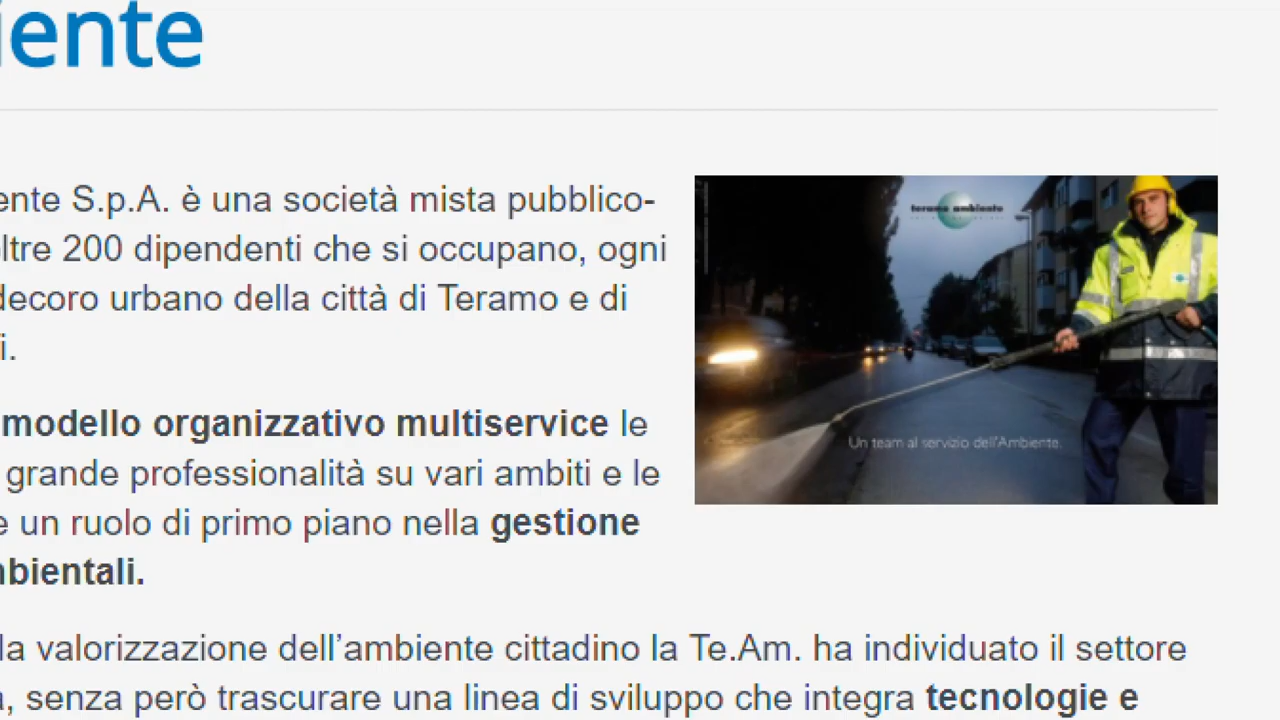 iente
ente S.p.A. è una società mista pubblico-
oltre 200 dipendenti che si occupano, ogni
decoro urbano della città di Teramo e di
i.
teramo ambiente
Un team al servizio dell'Ambiente.
modello organizzativo multiservice le
grande professionalità su vari ambiti e le
e un ruolo di primo piano nella gestione
mbientali.
la valorizzazione dell’ambiente cittadino la Te.Am. ha individuato il settore
a, senza però trascurare una linea di sviluppo che integra tecnologie e